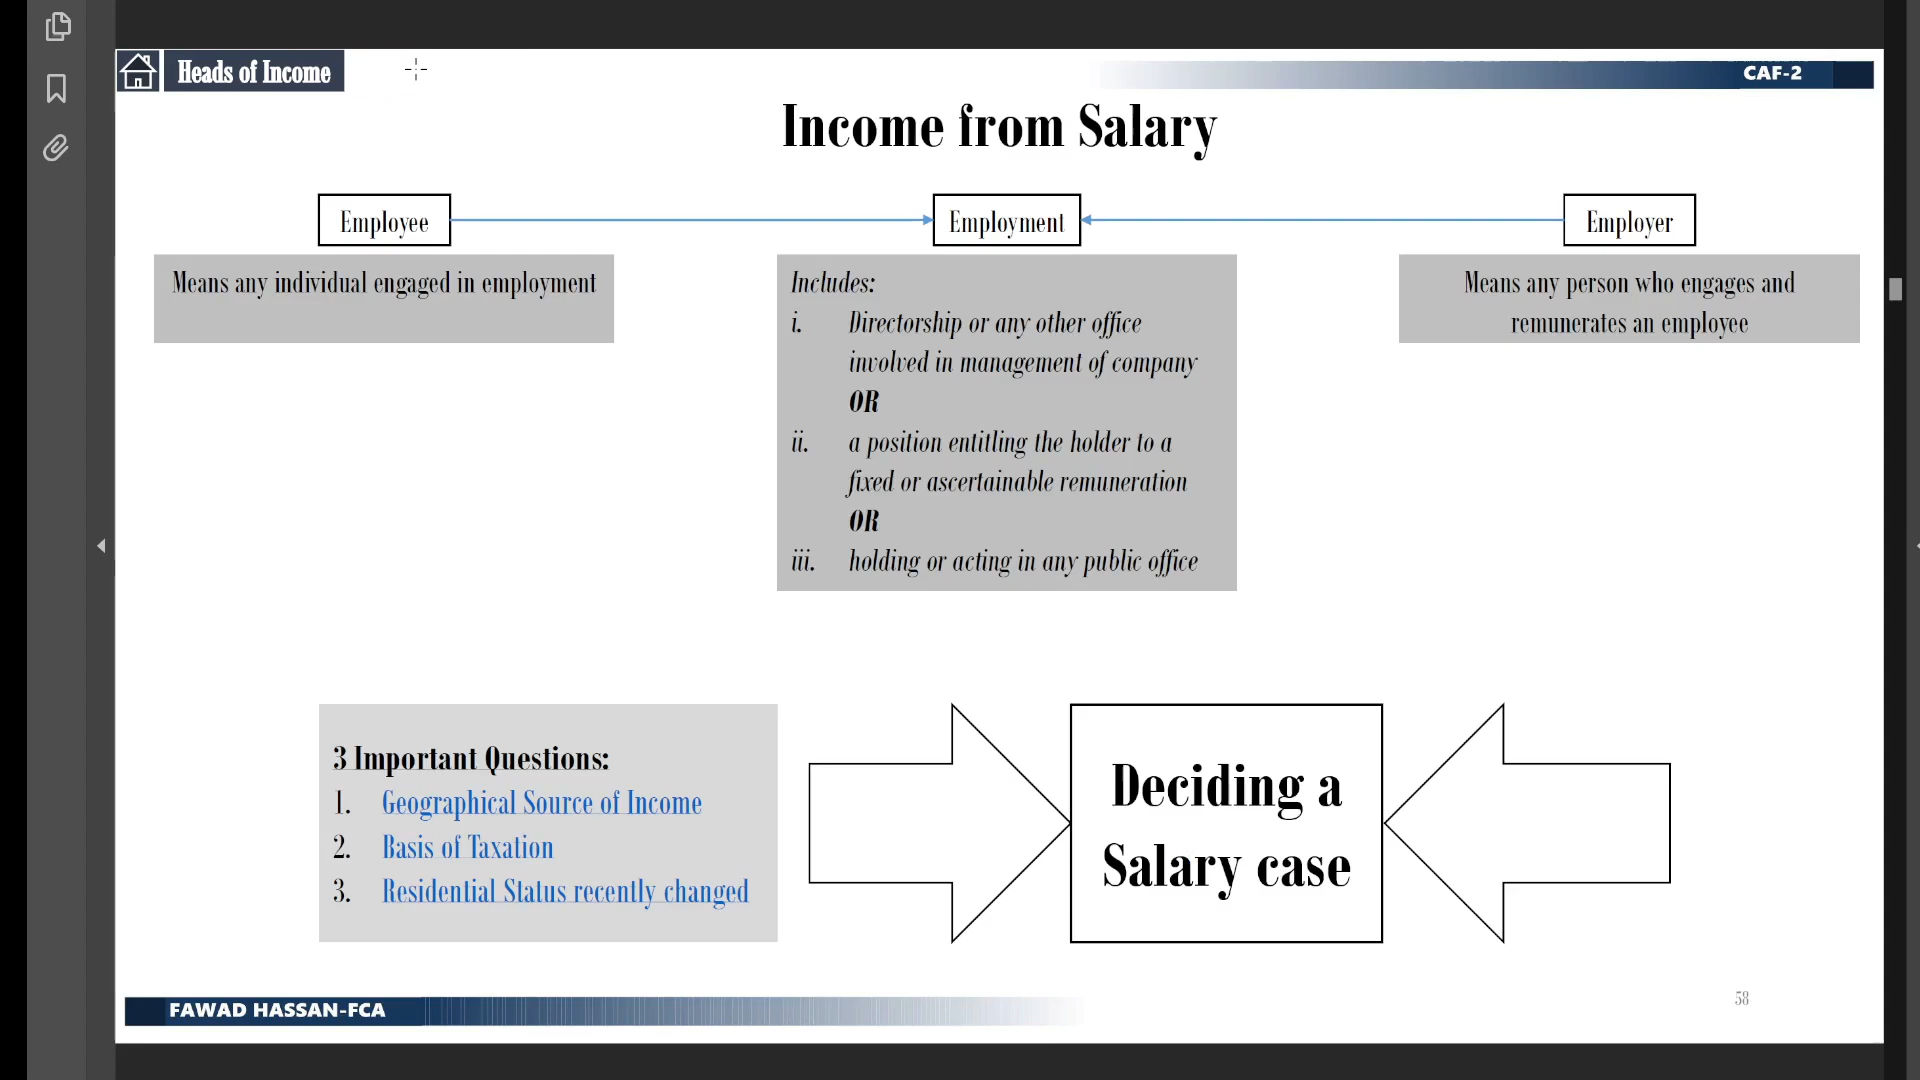 Heads of Income
CAF-2
Income from Salary
Employee
Employment
Employer
Means any individual engaged in employment
Includes:
i. Directorship or any other office
involved in management of company
OR
ii. a position entitling the holder to a
fixed or ascertainable remuneration
OR
iii. holding or acting in any public office
Means any person who engages and
remunerates an employee
3 Important Questions:
1. Geographical Source of Income
2. Basis of Taxation
3. Residential Status recently changed
Deciding a
Salary case
FAWAD HASSAN-FCA
58